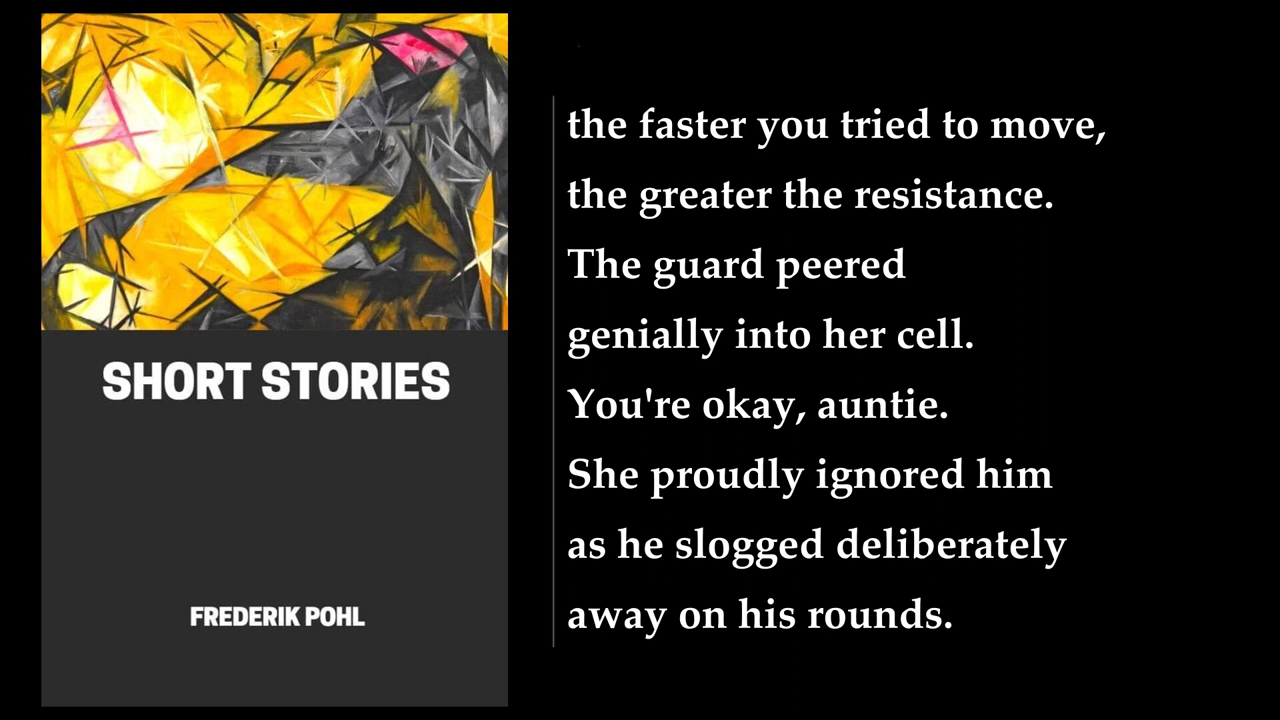 SHORT STORIES
FREDERIK POHL
the faster you tried to move,
the greater the resistance.
The guard peered
genially into her cell.
You're okay, auntie.
She proudly ignored him
as he slogged deliberately
away on his rounds.